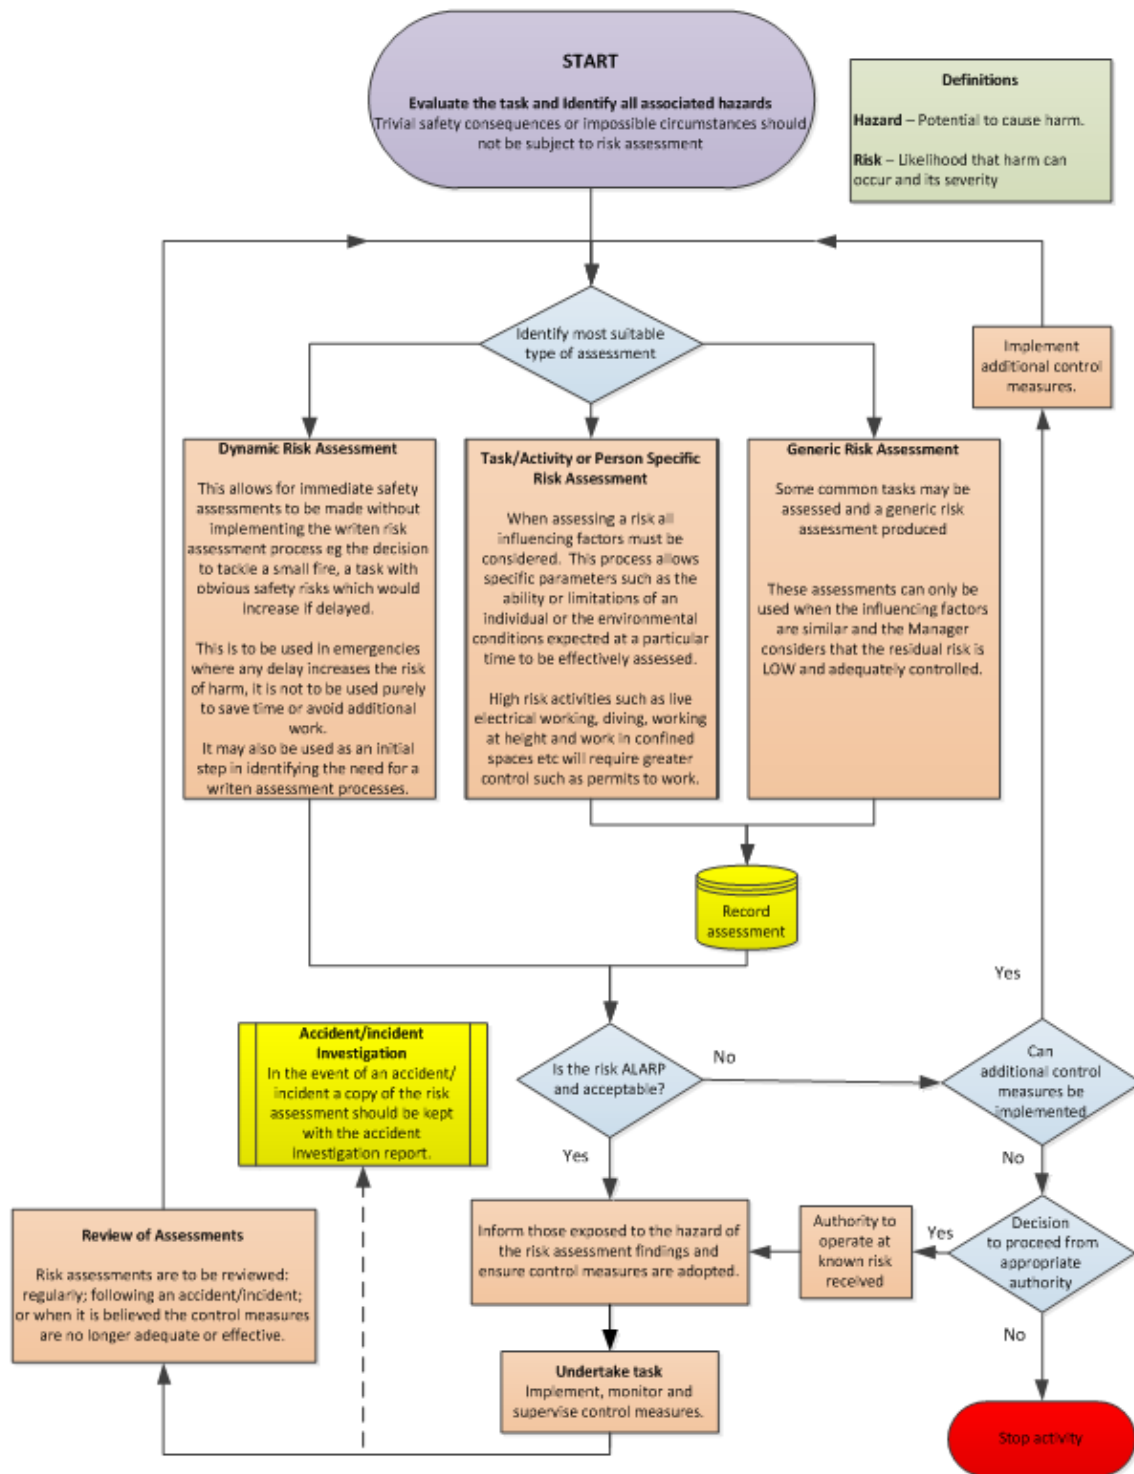 START
Evaluate the task and Identify all associated hazards
Trivial safety consequences or impossible circumstances should
not be subject to risk assessment
Definitions
Hazard – Potential to cause harm.
Risk – Likelihood that harm can
occur and its severity
Identify most suitable
type of assessment
Implement
additional control
measures.
Dynamic Risk Assessment
This allows for immediate safety
assessments to be made without
implementing the writen risk
assessment process eg the decision
to tackle a small fire, a task with
obvious safety risks which would
increase if delayed.
This is to be used in emergencies
where any delay increases the risk
of harm, it is not to be used purely
to save time or avoid additional
work.
It may also be used as an initial
step in identifying the need for a
writen assessment processes.
Task/Activity or Person Specific
Risk Assessment
When assessing a risk all
influencing factors must be
considered. This process allows
specific parameters such as the
ability or limitations of an
individual or the environmental
conditions expected at a particular
time to be effectively assessed.
High risk activities such as live
electrical working, diving, working
at height and work in confined
spaces etc will require greater
control such as permits to work.
Generic Risk Assessment
Some common tasks may be
assessed and a generic risk
assessment produced
These assessments can only be
used when the influencing factors
are similar and the Manager
considers that the residual risk is
LOW and adequately controlled.
Record
assessment
Yes
Accident/incident
Investigation
In the event of an accident/
incident a copy of the risk
assessment should be kept
with the accident
investigation report.
Is the risk ALARP
and acceptable?
No
Can
additional control
measures be
implemented
Yes
No
Review of Assessments
Risk assessments are to be reviewed:
regularly; following an accident/incident;
or when it is believed the control measures
are no longer adequate or effective.
Inform those exposed to the hazard of
the risk assessment findings and
ensure control measures are adopted.
Authority to
operate at
known risk
received
Yes
Decision
to proceed from
appropriate
authority
No
Undertake task
Implement, monitor and
supervise control measures.
Stop activity